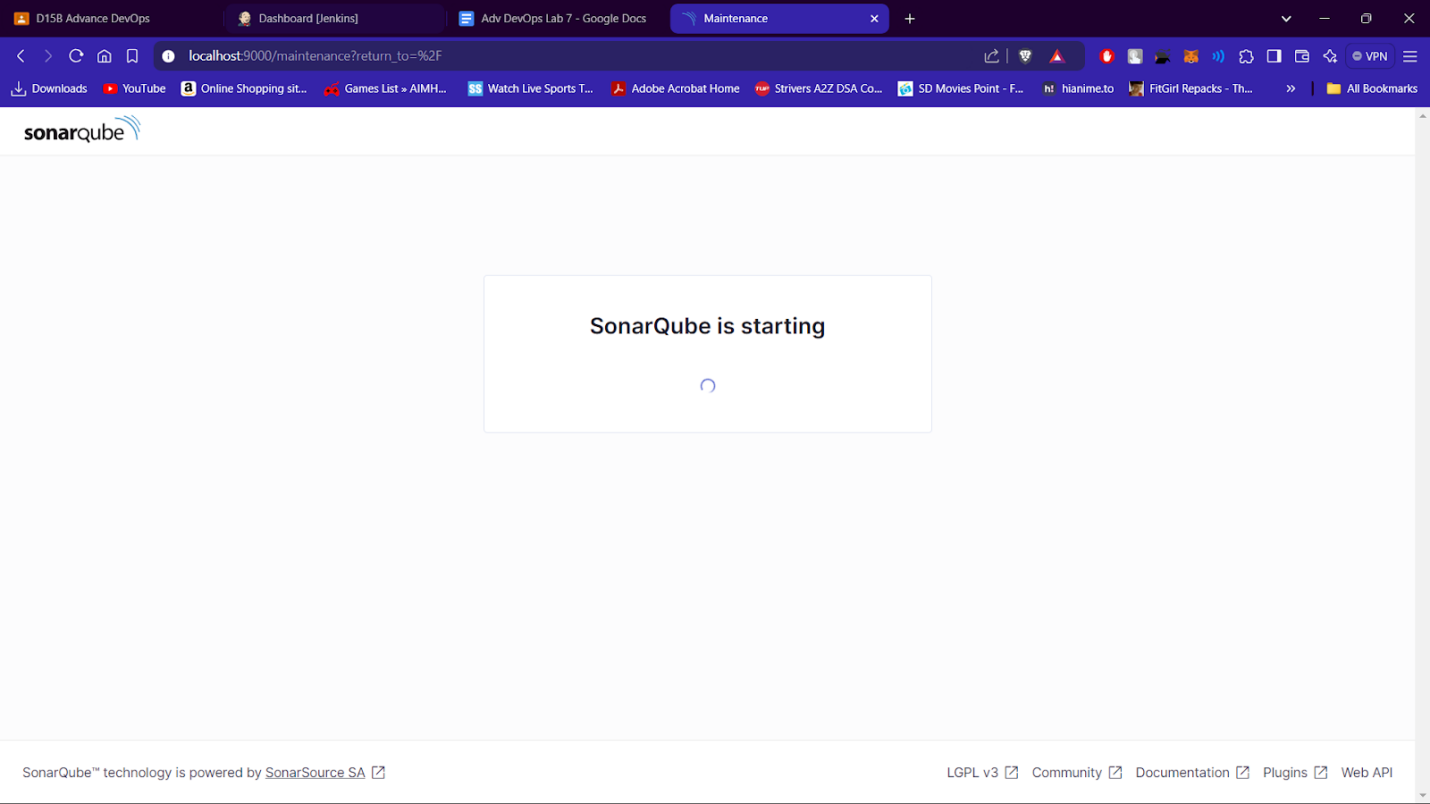 D15B Advance DevOps Dashboard [Jenkins] Adv DevOps Lab 7 - Google Docs Maintenance
localhost:9000/maintenance?return_to=%2F VPN
Downloads YouTube a Online Shopping sit... Games List » AIMH... SS Watch Live Sports T... Adobe Acrobat Home TUF Strivers A2Z DSA Co... SD Movies Point - F... h! hianime.to FitGirl Repacks - Th... » All Bookmarks
sonarqube
SonarQube is starting
SonarQube™ technology is powered by SonarSource SA LGPL v3 Community Documentation Plugins Web API